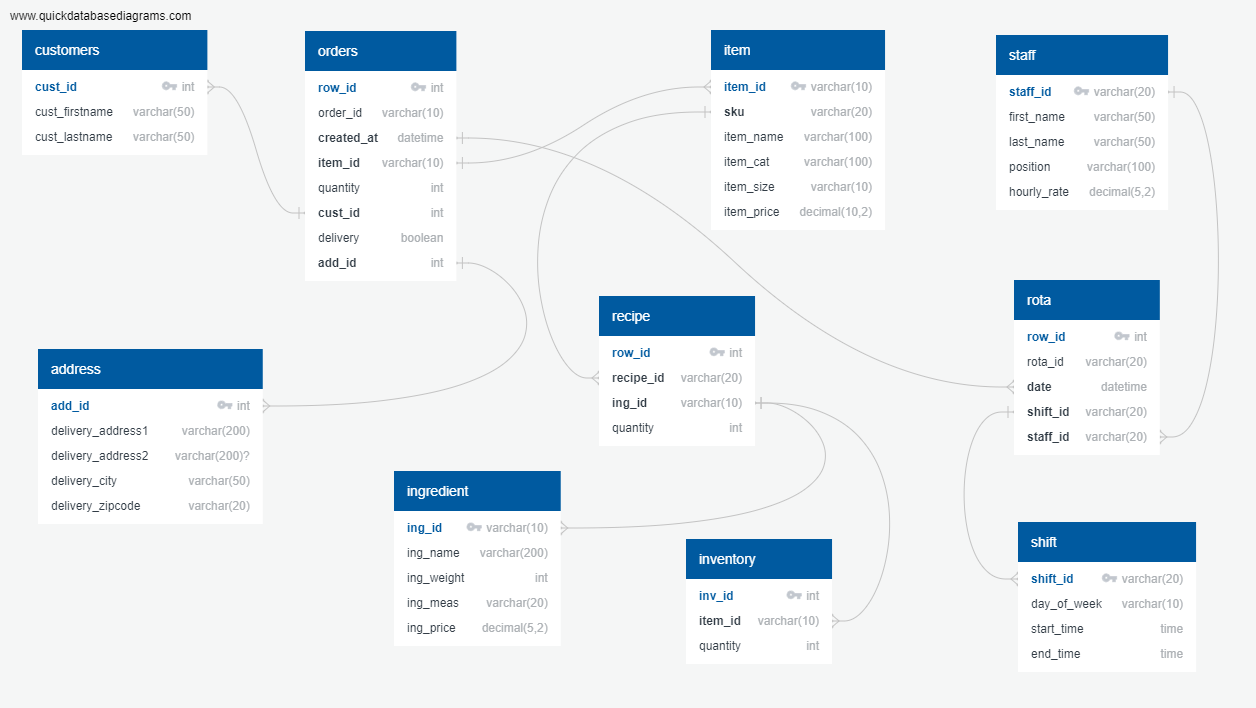 www.quickdatabasediagrams.com
customers
cust_id int
cust_firstname varchar(50)
cust_lastname varchar(50)
orders
row_id int
order_id varchar(10)
created_at datetime
item_id varchar(10)
quantity int
cust_id int
delivery boolean
add_id int
item
item_id varchar(10)
sku varchar(20)
item_name varchar(100)
item_cat varchar(100)
item_size varchar(10)
item_price decimal(10,2)
staff
staff_id varchar(20)
first_name varchar(50)
last_name varchar(50)
position varchar(100)
hourly_rate decimal(5,2)
address
add_id int
delivery_address1 varchar(200)
delivery_address2 varchar(200)?
delivery_city varchar(50)
delivery_zipcode varchar(20)
recipe
row_id int
recipe_id varchar(20)
ing_id varchar(10)
quantity int
rota
row_id int
rota_id varchar(20)
date datetime
shift_id varchar(20)
staff_id varchar(20)
ingredient
ing_id varchar(10)
ing_name varchar(200)
ing_weight int
ing_meas varchar(20)
ing_price decimal(5,2)
inventory
inv_id int
item_id varchar(10)
quantity int
shift
shift_id varchar(20)
day_of_week varchar(10)
start_time time
end_time time